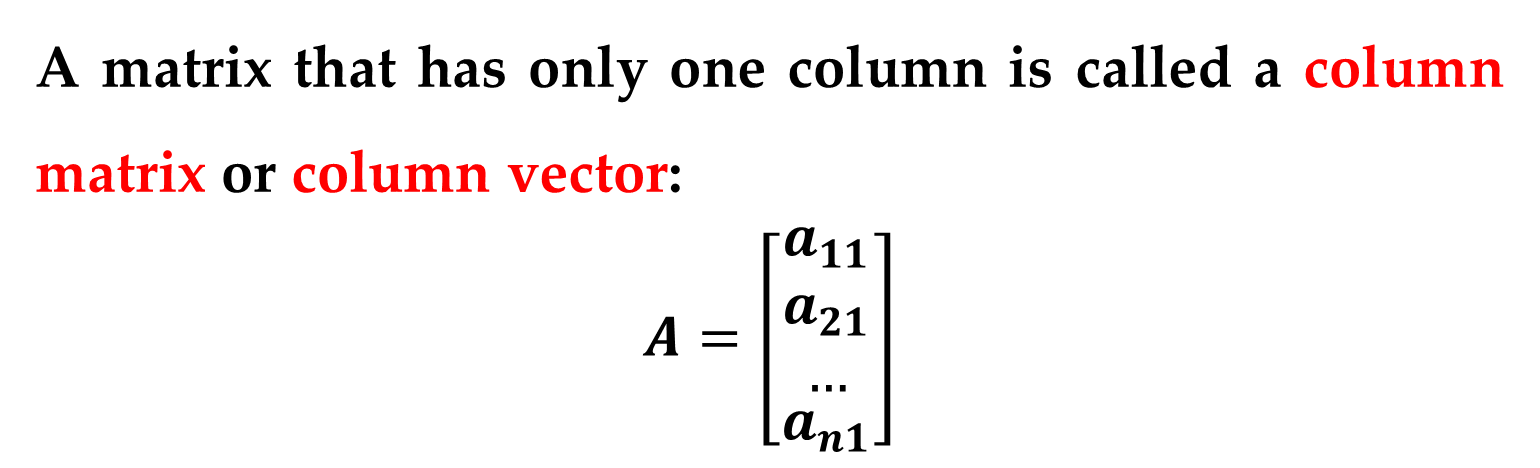 A matrix that has only one column is called a column
matrix or column vector:
a₁₁
a₂₁
A =
...
aₙ₁